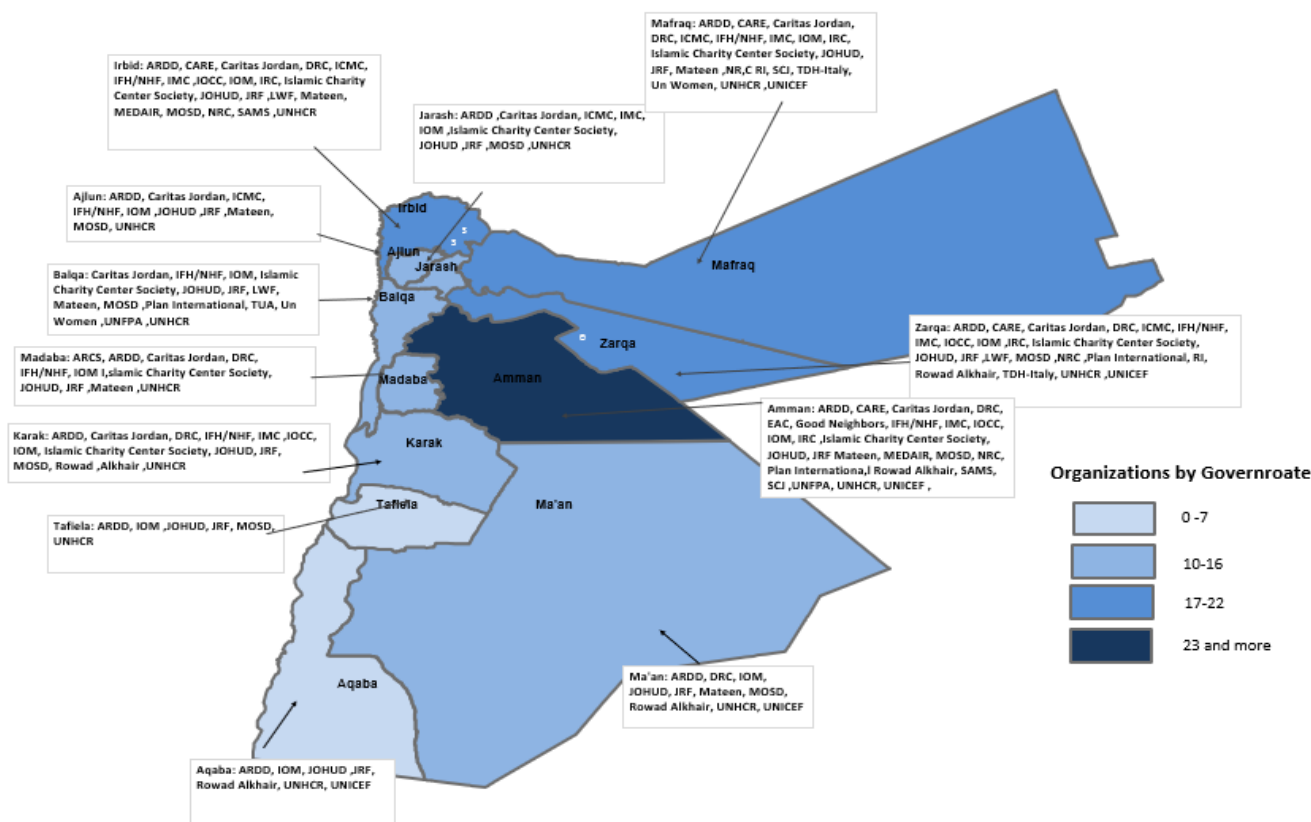 Mafraq: ARDD, CARE, Caritas Jordan,
DRC, ICMC, IFH/NHF, IMC, IOM, IRC,
Islamic Charity Center Society, JOHUD,
JRF, Mateen ,NR,C RI, SCJ, TDH-Italy,
Un Women, UNHCR ,UNICEF
Irbid: ARDD, CARE, Caritas Jordan, DRC, ICMC,
IFH/NHF, IMC ,IOCC, IOM, IRC, Islamic Charity
Center Society, JOHUD, JRF ,LWF, Mateen,
MEDAIR, MOSD, NRC, SAMS ,UNHCR
Jarash: ARDD ,Caritas Jordan, ICMC, IMC,
IOM ,Islamic Charity Center Society,
JOHUD ,JRF ,MOSD ,UNHCR
Ajlun: ARDD, Caritas Jordan, ICMC,
IFH/NHF, IOM ,JOHUD ,JRF ,Mateen,
MOSD, UNHCR
Balqa: Caritas Jordan, IFH/NHF, IOM, Islamic
Charity Center Society, JOHUD, JRF, LWF,
Mateen, MOSD ,Plan International, TUA, Un
Women ,UNFPA ,UNHCR
Madaba: ARCS, ARDD, Caritas Jordan, DRC,
IFH/NHF, IOM I,slamic Charity Center Society,
JOHUD, JRF ,Mateen ,UNHCR
Karak: ARDD, Caritas Jordan, DRC, IFH/NHF, IMC ,IOCC,
IOM, Islamic Charity Center Society, JOHUD, JRF,
MOSD, Rowad ,Alkhair ,UNHCR
Tafiela: ARDD, IOM ,JOHUD, JRF, MOSD,
UNHCR
Aqaba: ARDD, IOM, JOHUD ,JRF,
Rowad Alkhair, UNHCR, UNICEF
Ma'an: ARDD, DRC, IOM,
JOHUD, JRF, Mateen, MOSD,
Rowad Alkhair, UNHCR, UNICEF
Zarqa: ARDD, CARE, Caritas Jordan, DRC, ICMC, IFH/NHF,
IMC, IOCC, IOM ,IRC, Islamic Charity Center Society,
JOHUD, JRF ,LWF, MOSD ,NRC ,Plan International, RI,
Rowad Alkhair, TDH-Italy, UNHCR ,UNICEF
Amman: ARDD, CARE, Caritas Jordan, DRC,
EAC, Good Neighbors, IFH/NHF, IMC, IOCC,
IOM, IRC ,Islamic Charity Center Society,
JOHUD, JRF Mateen, MEDAIR, MOSD, NRC,
Plan Internationa,l Rowad Alkhair, SAMS,
SCJ ,UNFPA, UNHCR, UNICEF ,
Irbid
Ajlun
Jarash
Mafraq
Balqa
Zarqa
Amman
Madaba
Karak
Tafiela
Ma'an
Aqaba
Organizations by Governroate
0 -7
10-16
17-22
23 and more